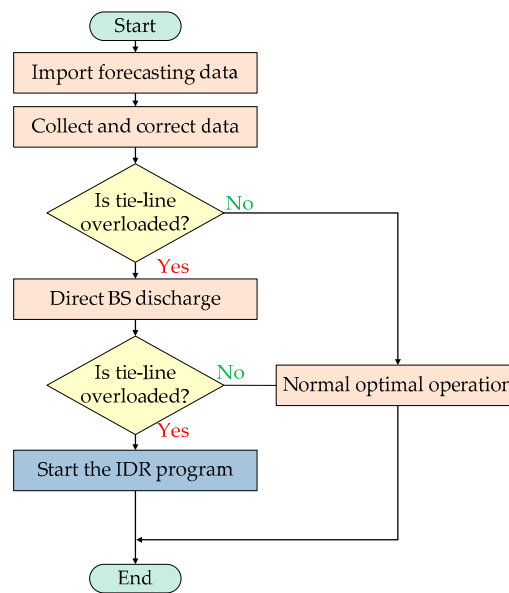 Start
Import forecasting data
Collect and correct data
Is tie-line
overloaded?
No
Yes
Direct BS discharge
Is tie-line
overloaded?
No
Normal optimal operation
Yes
Start the IDR program
End